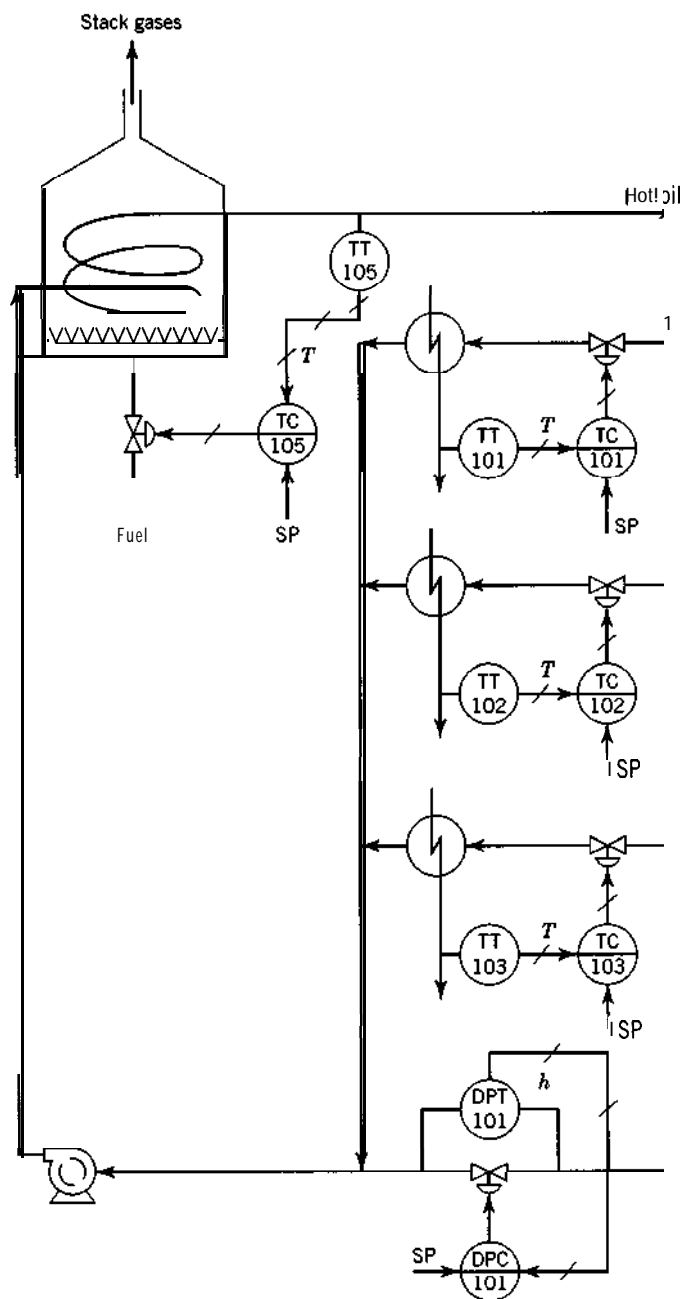 Stack gases
Hot! oil
TT
105
T
TC
105
SP
Fuel
1
TT
101
T
TC
101
SP
TT
102
T
TC
102
SP
TT
103
T
TC
103
SP
h
DPT
101
SP
DPC
101